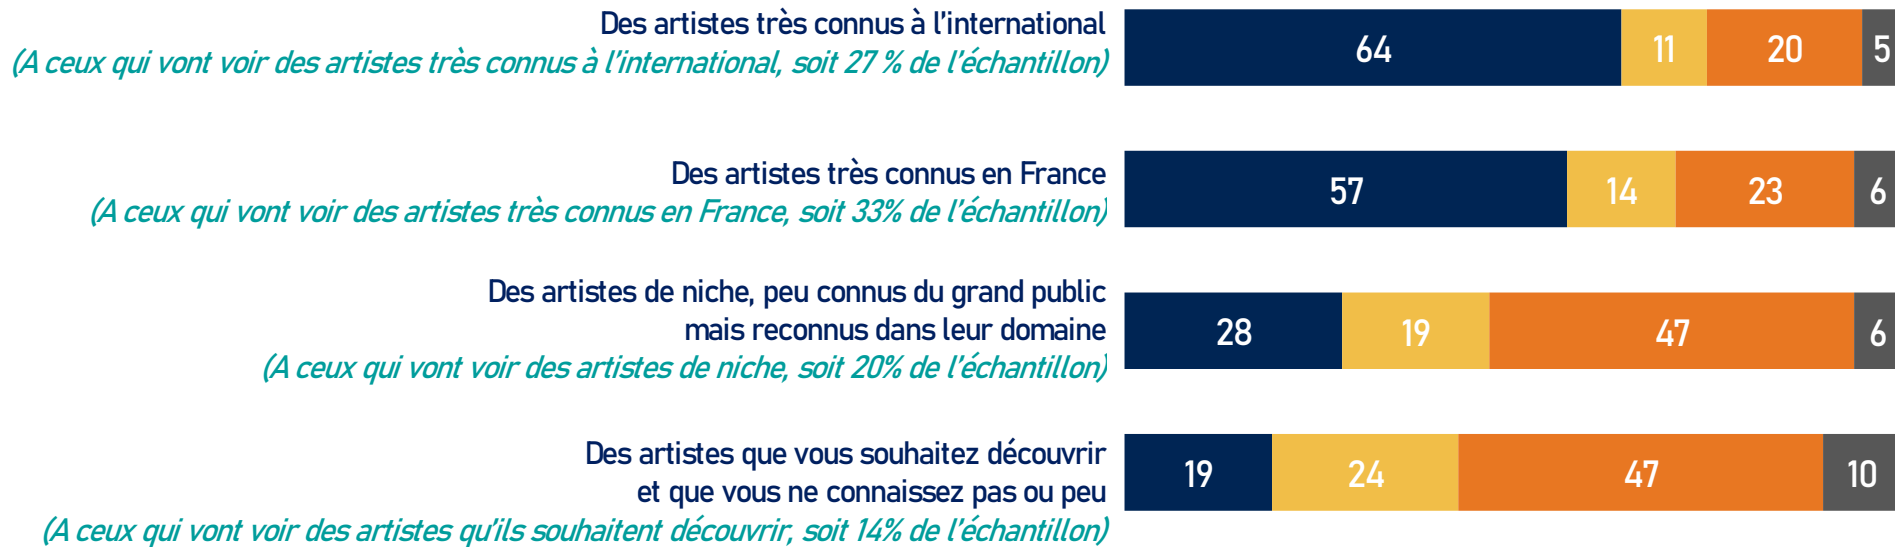 Des artistes très connus à l'international
(A ceux qui vont voir des artistes très connus à l'international, soit 27 % de l'échantillon)
64 11 20 5
Des artistes très connus en France
(A ceux qui vont voir des artistes très connus en France, soit 33% de l'échantillon)
57 14 23 6
Des artistes de niche, peu connus du grand public
mais reconnus dans leur domaine
(A ceux qui vont voir des artistes de niche, soit 20% de l'échantillon)
28 19 47 6
Des artistes que vous souhaitez découvrir
et que vous ne connaissez pas ou peu
(A ceux qui vont voir des artistes qu'ils souhaitent découvrir, soit 14% de l'échantillon)
19 24 47 10